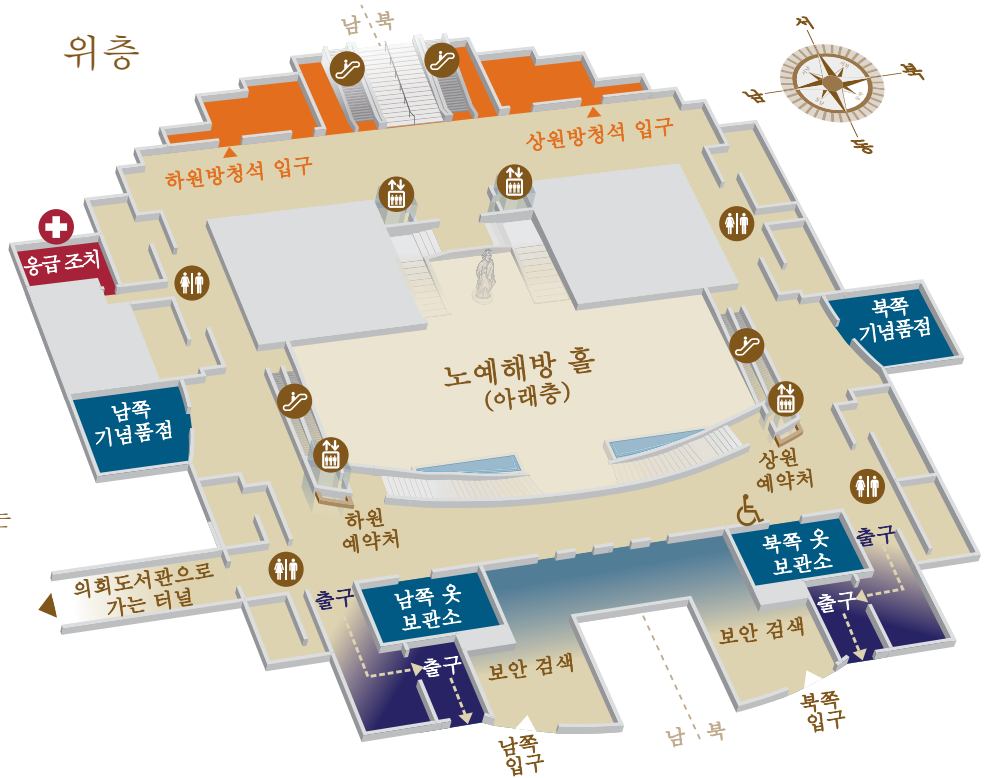 위층
남 북
서
북
남
동
하원방청석 입구
상원방청석 입구
응급 조치
북쪽
기념품점
노예해방 홀
(아래층)
남쪽
기념품점
하원
예약처
상원
예약처
의회도서관으로
가는 터널
출구
남쪽 옷
보관소
출구
보안 검색
남쪽
입구
북쪽 옷
보관소
출구
출구
보안 검색
북쪽
입구
남 북